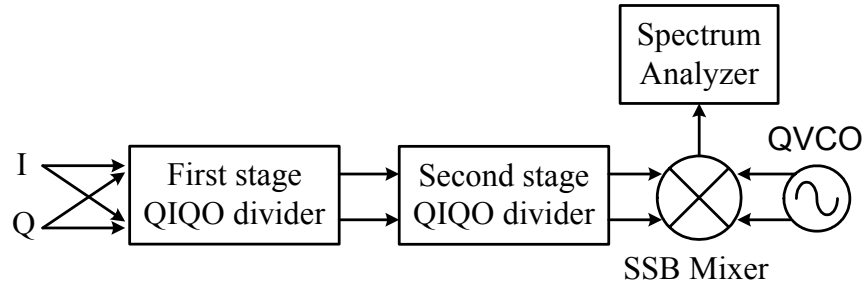 Spectrum
Analyzer
QVCO
I
Q
First stage
QIQO divider
Second stage
QIQO divider
SSB Mixer